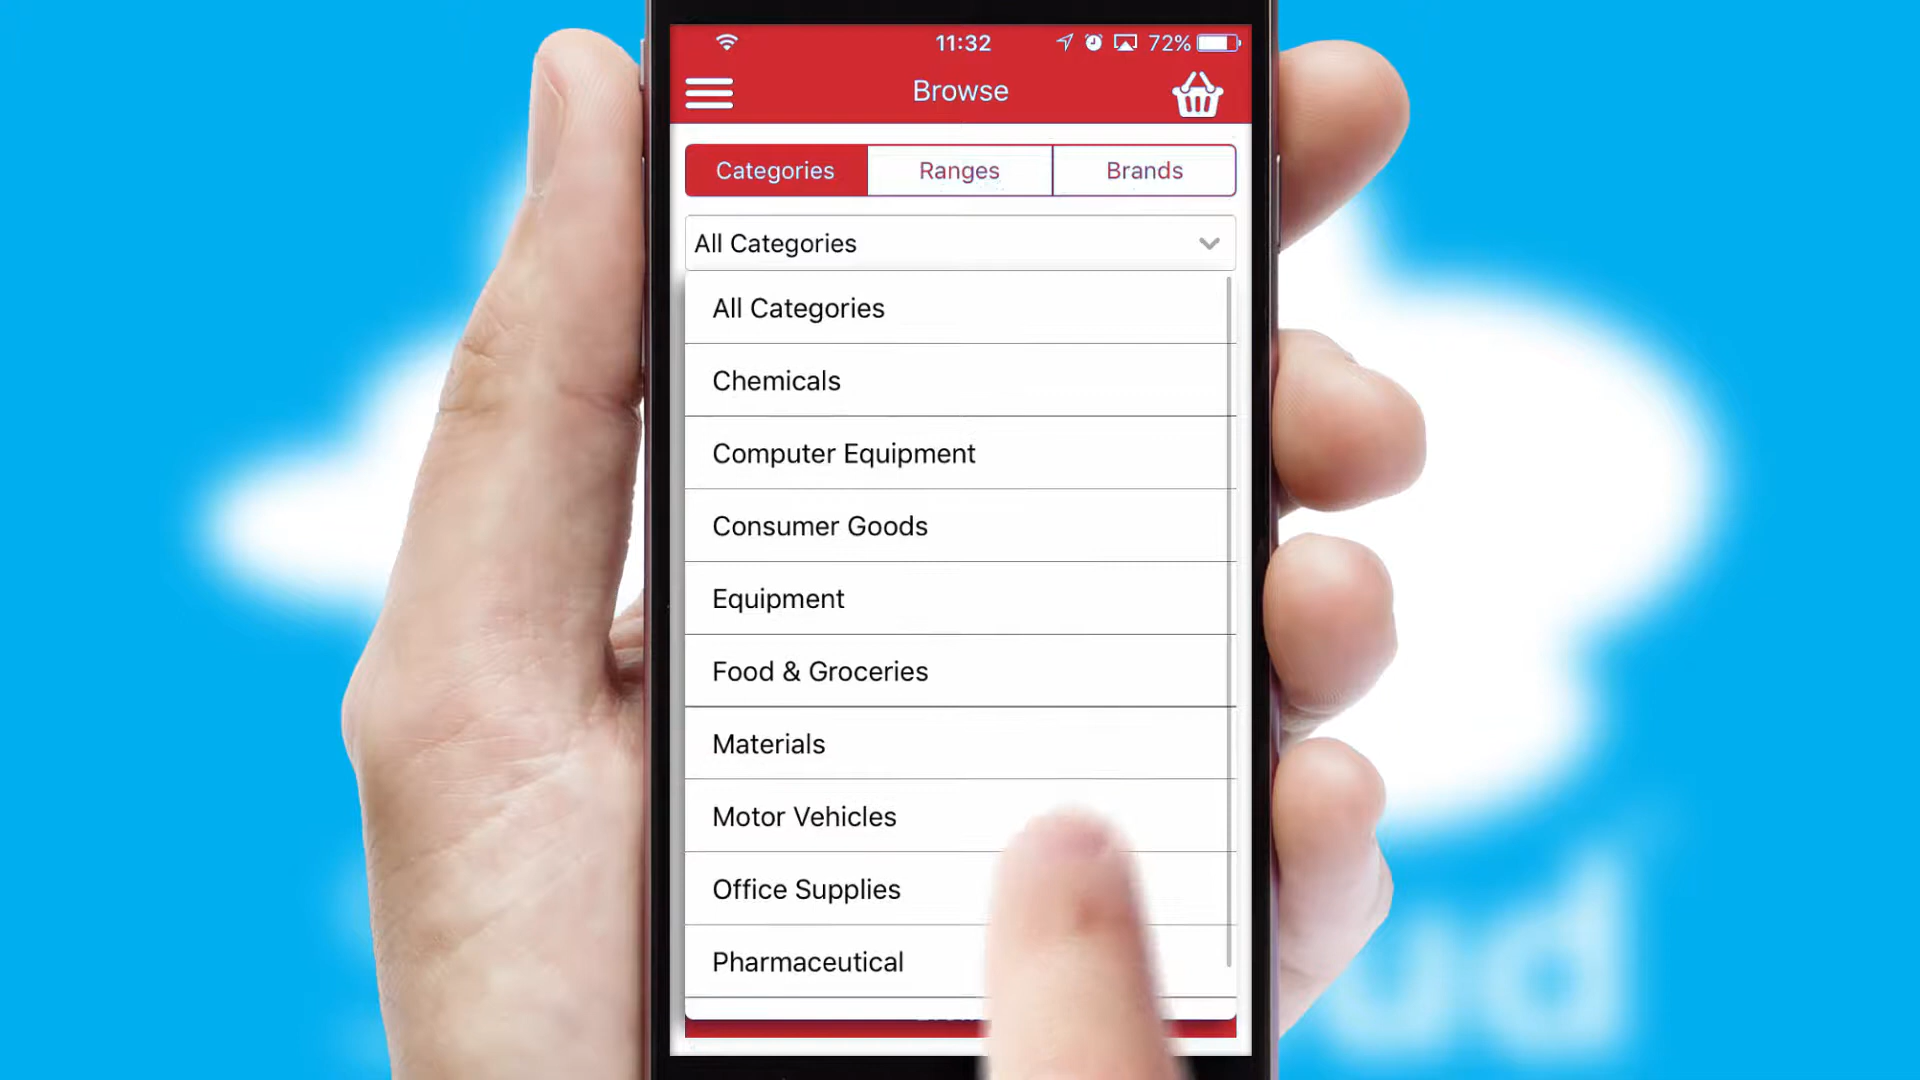 11:32
72%
Browse
Categories
Ranges
Brands
All Categories
All Categories
Chemicals
Computer Equipment
Consumer Goods
Equipment
Food & Groceries
Materials
Motor Vehicles
Office Supplies
Pharmaceutical
ud